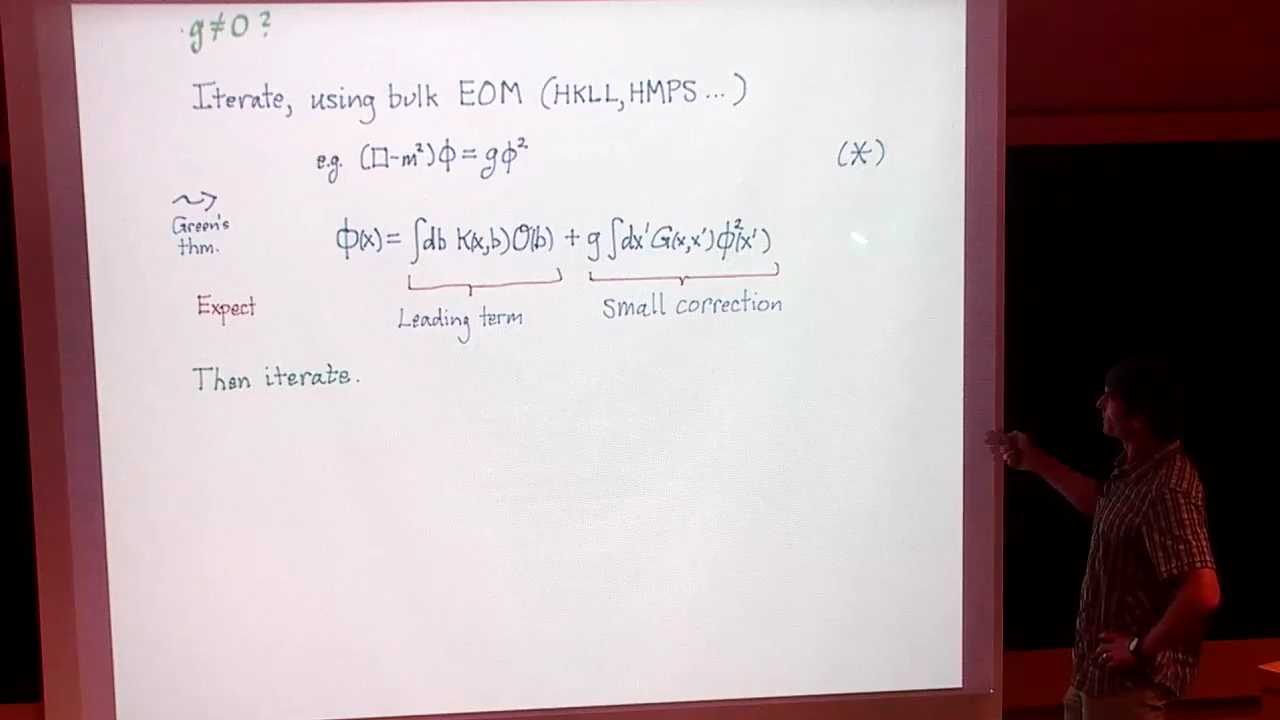 g≠0?
Iterate, using bulk EOM (HKLL, HMPS ...)
e.g. (□-m²)ϕ = gϕ² (*)
⇝ Green's thm. ϕ(x) = ∫db K(x,b)O(b) + g∫dx'G(x,x')ϕ²(x')
Expect Leading term Small correction
Then iterate.